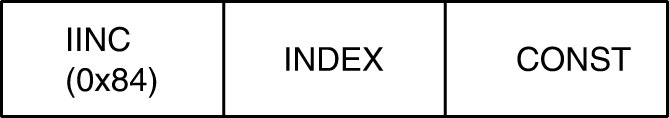 IINC
(0x84)
INDEX
CONST